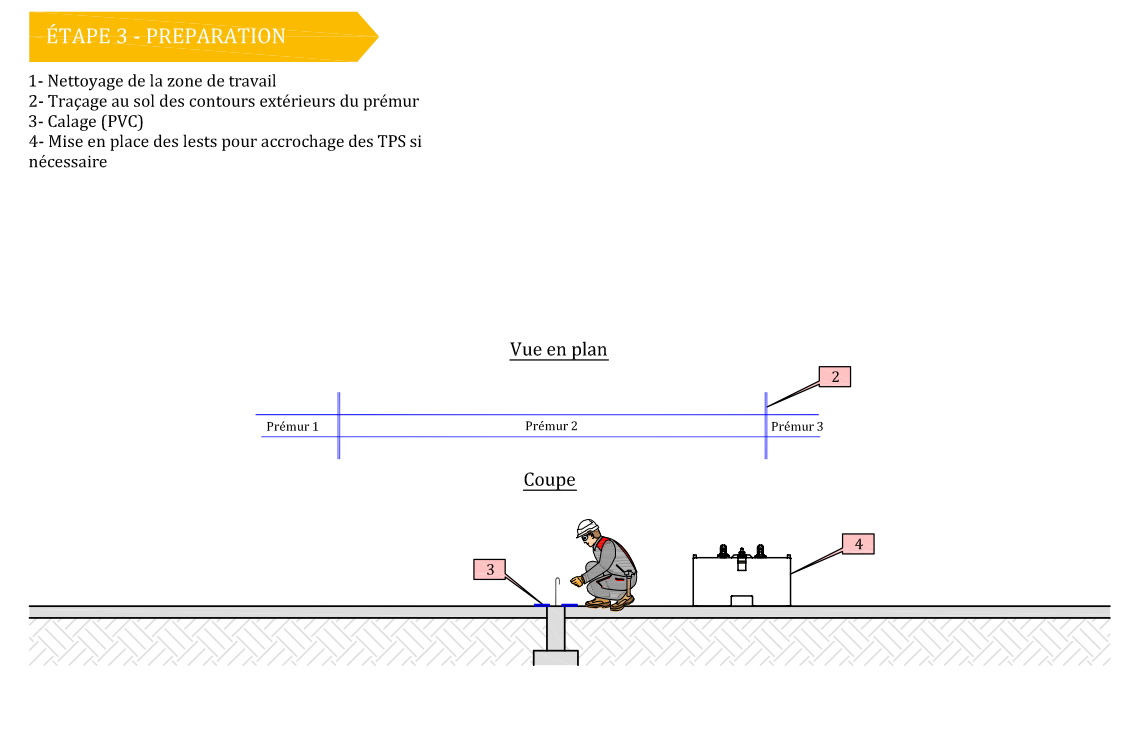 ÉTAPE 3 - PREPARATION
1- Nettoyage de la zone de travail
2- Traçage au sol des contours extérieurs du prémur
3- Calage (PVC)
4- Mise en place des lests pour accrochage des TPS si
nécessaire
Vue en plan
2
Prémur 1
Prémur 2
Prémur 3
Coupe
4
3